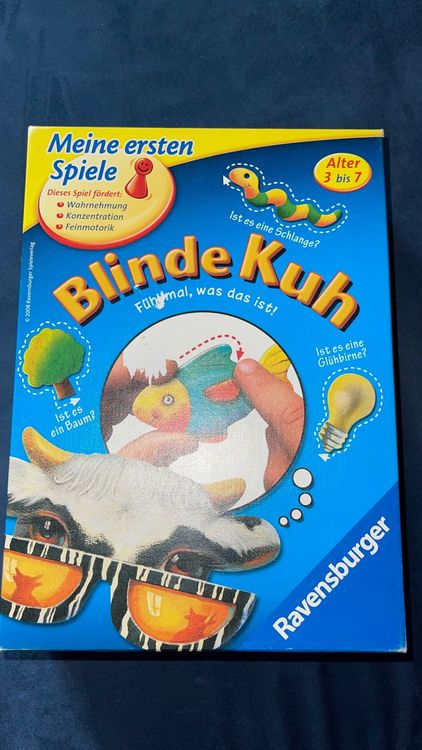 Meine ersten
Spiele
Dieses Spiel fördert:
Wahrnehmung
Konzentration
Feinmotorik
Alter
3 bis 7
Ist es eine Schlange?
© 2008 Ravensburger Spieleverlag
Blinde Kuh
Fühl mal, was das ist!
Ist es eine
Glühbirne?
Ist es
ein Baum?
Ravensburger